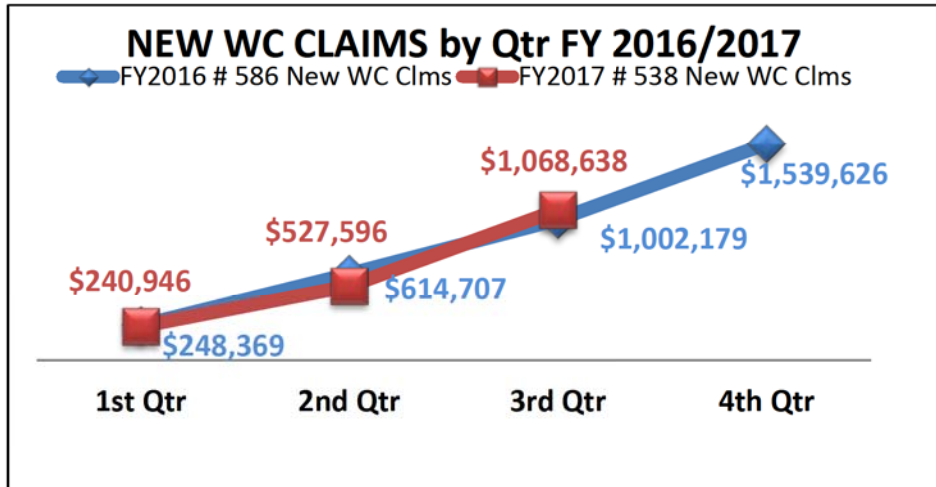 NEW WC CLAIMS by Qtr FY 2016/2017
FY2016 # 586 New WC Clms FY2017 # 538 New WC Clms
$1,068,638
$1,539,626
$527,596
$1,002,179
$240,946
$614,707
$248,369
1st Qtr 2nd Qtr 3rd Qtr 4th Qtr